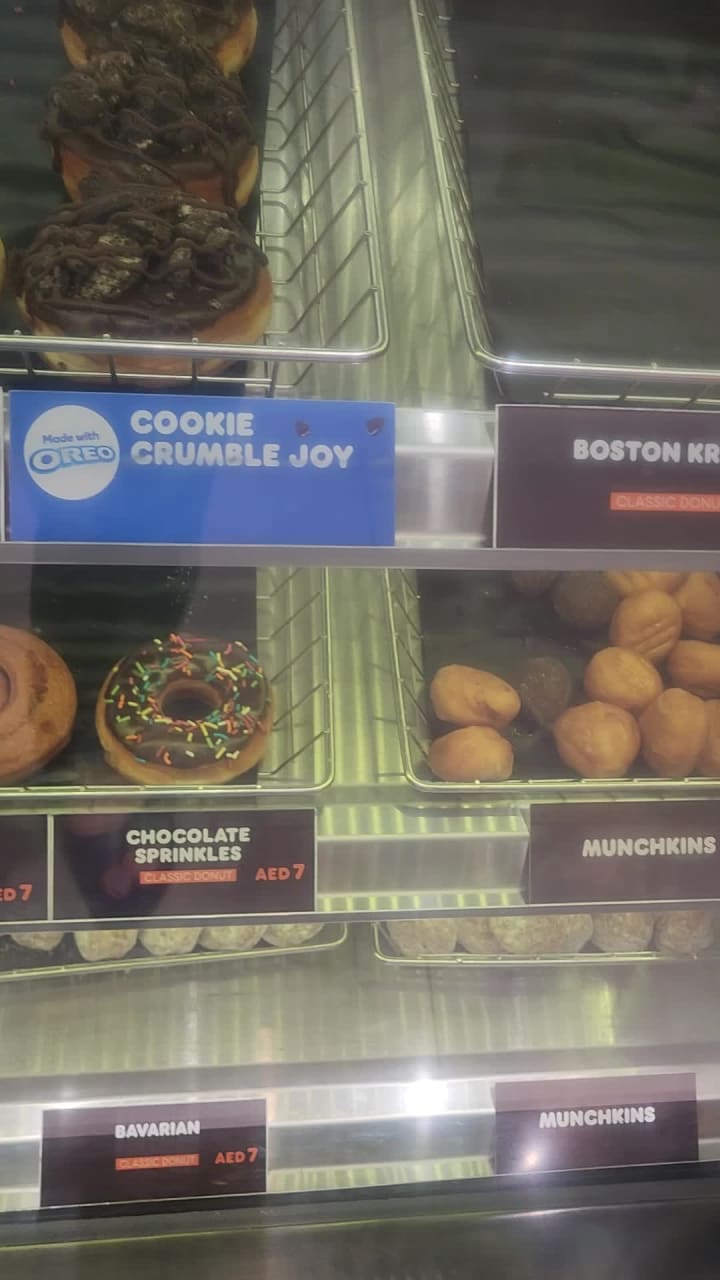 Made with
OREO
COOKIE
CRUMBLE JOY
BOSTON KR
CLASSIC DONU
ED 7
CHOCOLATE
SPRINKLES
CLASSIC DONUT AED 7
MUNCHKINS
BAVARIAN
CLASSIC DONUT AED 7
MUNCHKINS